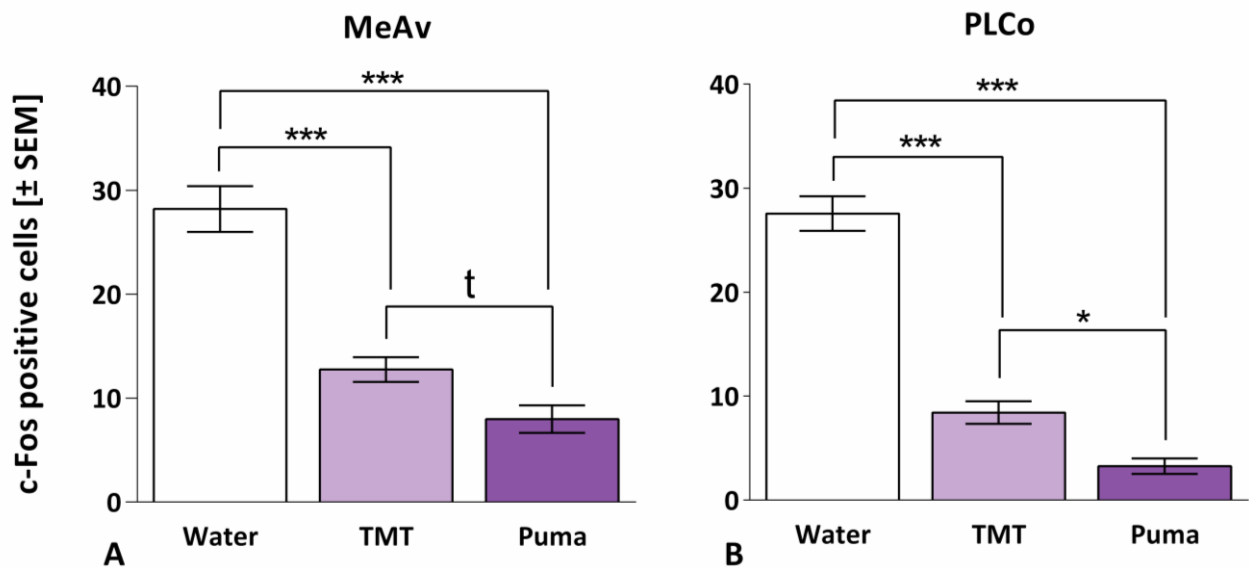 MeAv
PLCo
c-Fos positive cells [± SEM]
40
30
20
10
0
***
***
t
Water
TMT
Puma
A
40
30
20
10
0
***
***
*
Water
TMT
Puma
B